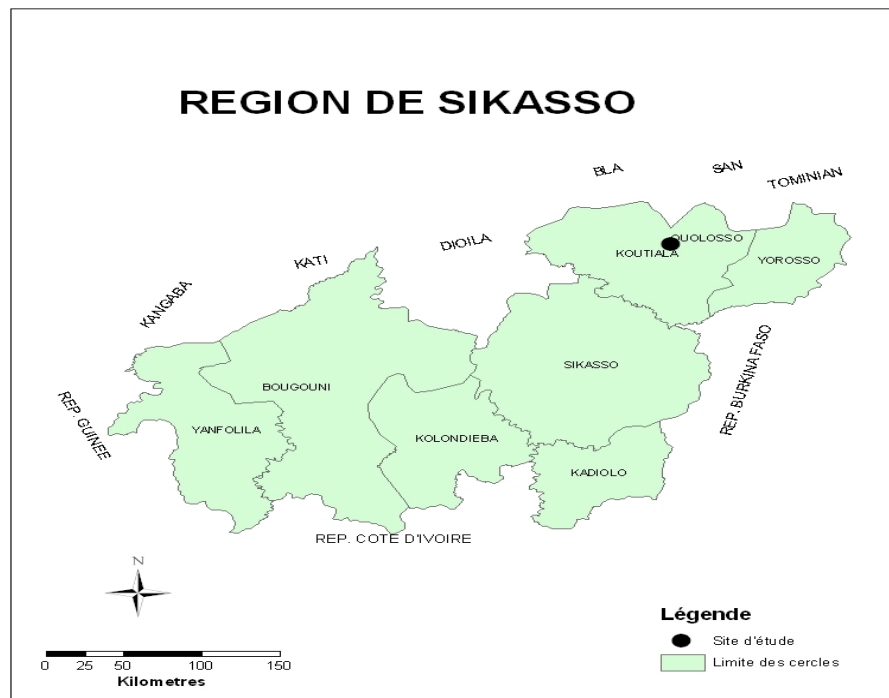 REGION DE SIKASSO
BLA
SAN
TOMINIAN
DIOILA
KATI
KANGABA
OUOLOSSO
KOUTIALA
YOROSSO
SIKASSO
BOUGOUNI
REP. BURKINA FASO
REP. GUINEE
YANFOLILA
KOLONDIEBA
KADIOLO
REP. COTE D'IVOIRE
N
Légende
Site d'étude
Limite des cercles
0 25 50 100 150
Kilometres